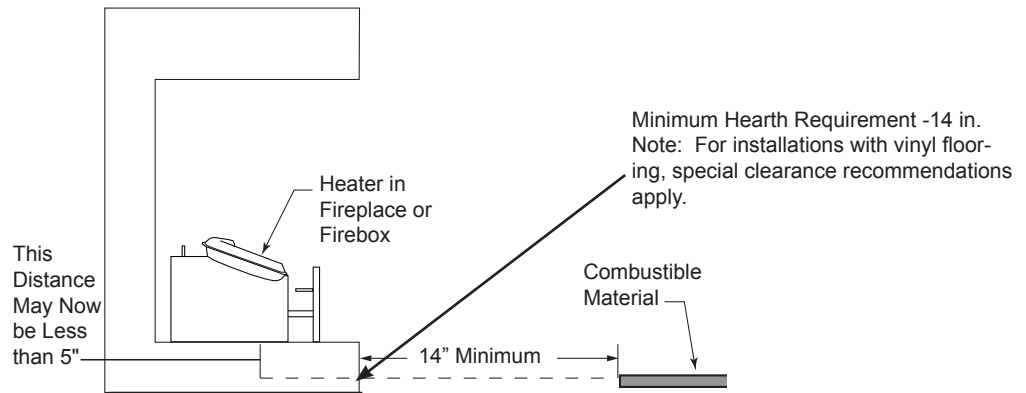 Minimum Hearth Requirement -14 in.
Note: For installations with vinyl floor-
ing, special clearance recommendations
apply.
Heater in
Fireplace or
Firebox
This
Distance
May Now
be Less
than 5"
Combustible
Material
14” Minimum